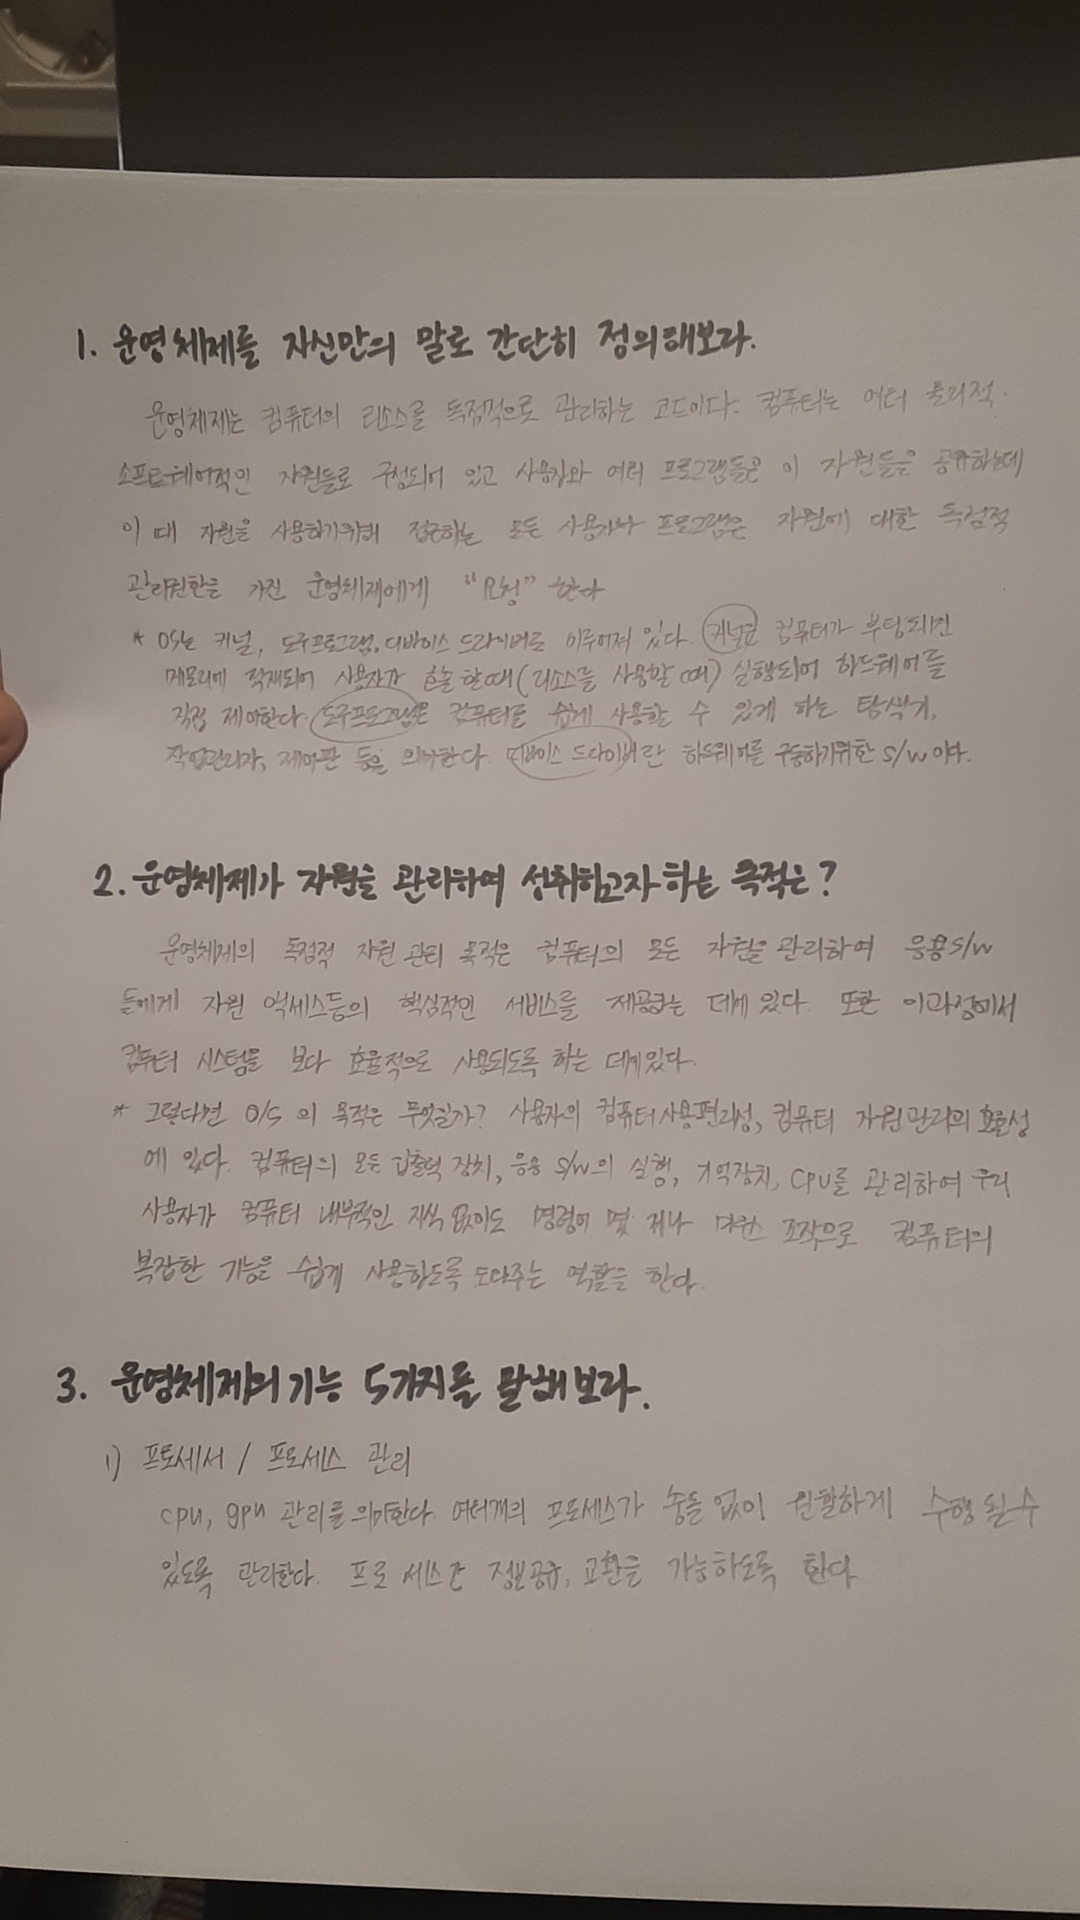 1. 운영체제를 자신만의 말로 간단히 정의해보라.
운영체제는 컴퓨터의 리소스를 독점적으로 관리하는 코드이다. 컴퓨터는 여러 물리적.
소프트웨어적인 자원들로 구성되어 있고 사용자와 여러 프로그램들은 이 자원들을 공유하는데
이 때 자원을 사용하기위해 접근하는 모든 사용자나 프로그램은 자원에 대한 독점적
관리권한을 가진 운영체제에게 "요청" 한다
* OS는 커널, 도구프로그램, 디바이스 드라이버로 이루어져 있다. 커널은 컴퓨터가 부팅되면
메모리에 적재되어 사용자가 호출 할 때 (리소스를 사용할 때) 실행되어 하드웨어를
직접 제어한다. 도구프로그램은 컴퓨터를 쉽게 사용할 수 있게 하는 탐색기,
작업관리자, 제어판 등을 의미한다. 디바이스 드라이버란 하드웨어를 구동하기위한 s/w 이다.
2. 운영체제가 자원을 관리하여 성취하고자 하는 목적은?
운영체제의 독점적 자원 관리 목적은 컴퓨터의 모든 자원을 관리하여 응용s/w
들에게 자원 액세스등의 핵심적인 서비스를 제공하는 데에 있다. 또한 이과정에서
컴퓨터 시스템을 보다 효율적으로 사용되도록 하는 데에있다.
* 그렇다면 O/S 의 목적은 무엇일까? 사용자의 컴퓨터사용편리성, 컴퓨터 자원관리의 효율성
에 있다. 컴퓨터의 모든 입출력 장치, 응용 s/w의 실행, 기억장치, CPU를 관리하여 우리
사용자가 컴퓨터 내부적인 지식 없이도 명령어 몇 개나 마우스 조작으로 컴퓨터의
복잡한 기능을 쉽게 사용하도록 도와주는 역할을 한다.
3. 운영체제의 기능 5가지를 말해보라.
1) 프로세서 / 프로세스 관리
cpu, gpu 관리를 의미한다. 여러개의 프로세스가 충돌 없이 원활하게 수행 될 수
있도록 관리한다. 프로세스간 정보공유, 교환을 가능하도록 한다